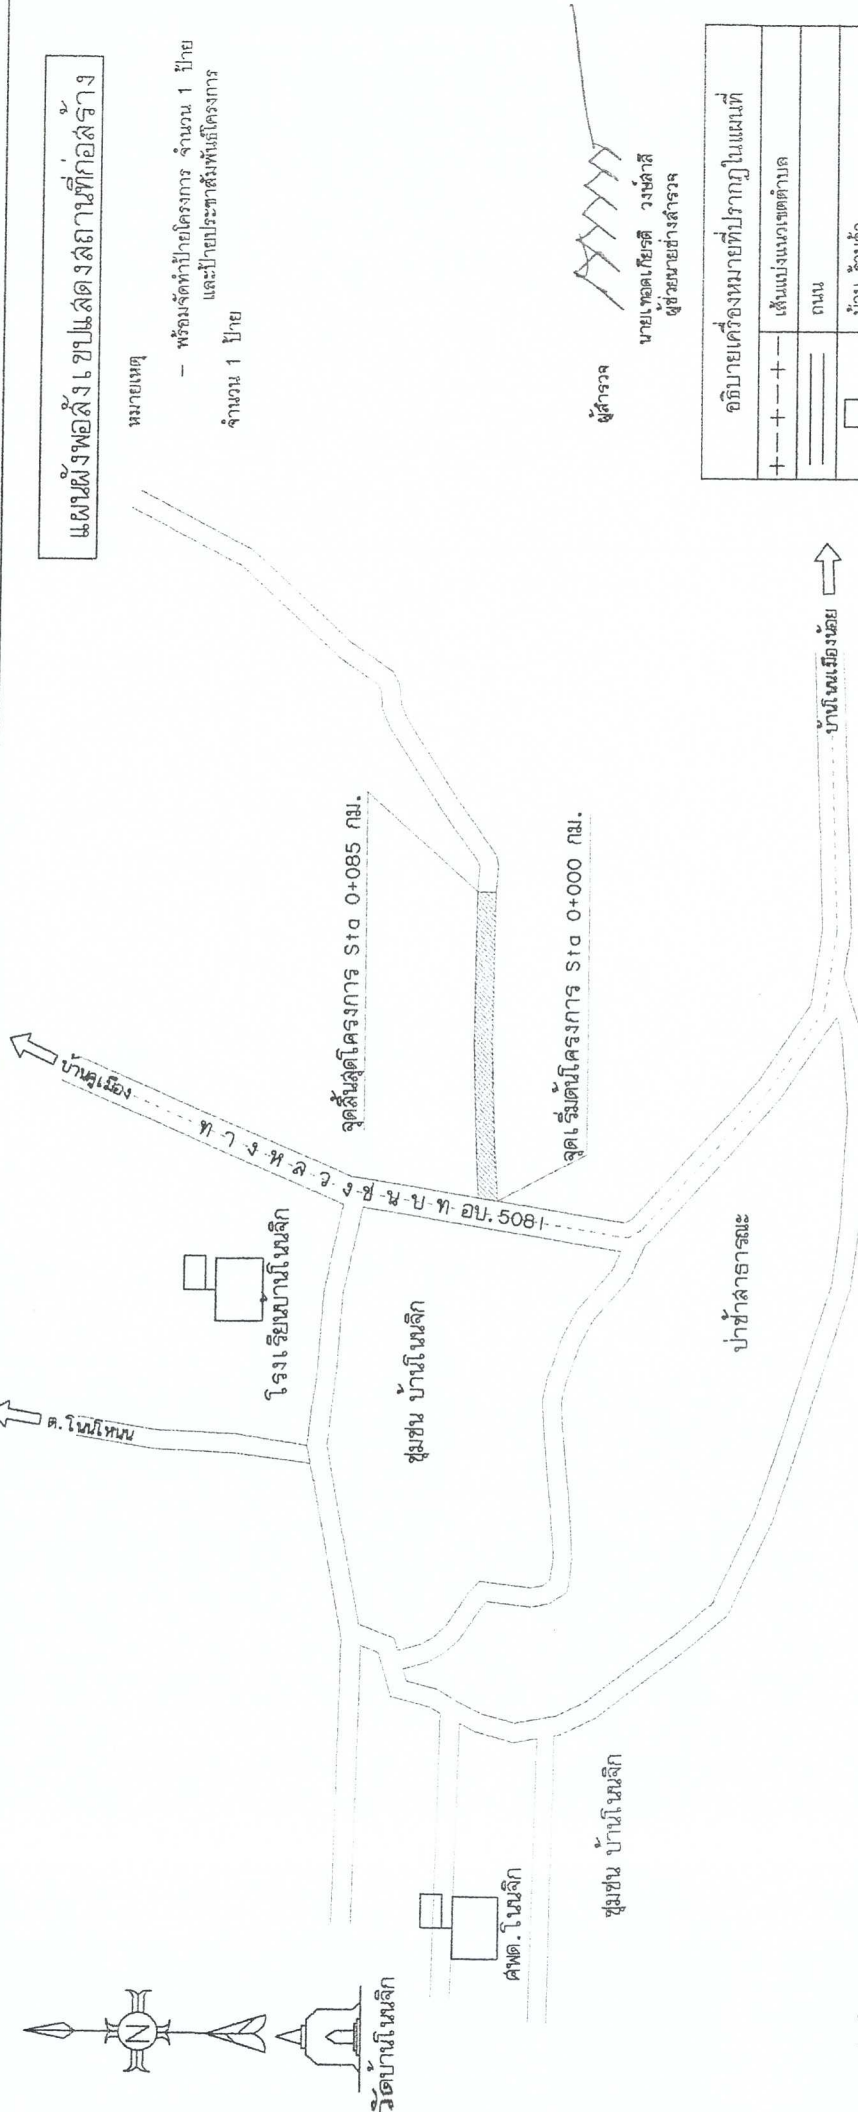 แผนผังพอสังเขปแสดงสถานที่ก่อสร้าง
หมายเหตุ
- พร้อมจัดทำป้ายโครงการ จำนวน 1 ป้าย
และป้ายประชาสัมพันธ์โครงการ
จำนวน 1 ป้าย
บ้านคูเมือง
ทางหลวงชนบท อบ.5081
จุดสิ้นสุดโครงการ Sta 0+085 กม.
จุดเริ่มต้นโครงการ Sta 0+000 กม.
ต.โนนโหนน
โรงเรียนบ้านโนนจิก
ชุมชน บ้านโนนจิก
ป่าช้าสาธารณะ
บ้านโนนเมืองน้อย
N
วัดบ้านโนนจิก
ศพด.โนนจิก
ชุมชน บ้านโนนจิก
ผู้สำรวจ
นายเทอดเกียรติ วงษ์ลาลี
ผู้ช่วยนายช่างสำรวจ
อธิบายเครื่องหมายที่ปรากฏในแผนที่
เส้นแบ่งแนวเขตตำบล
ถนน